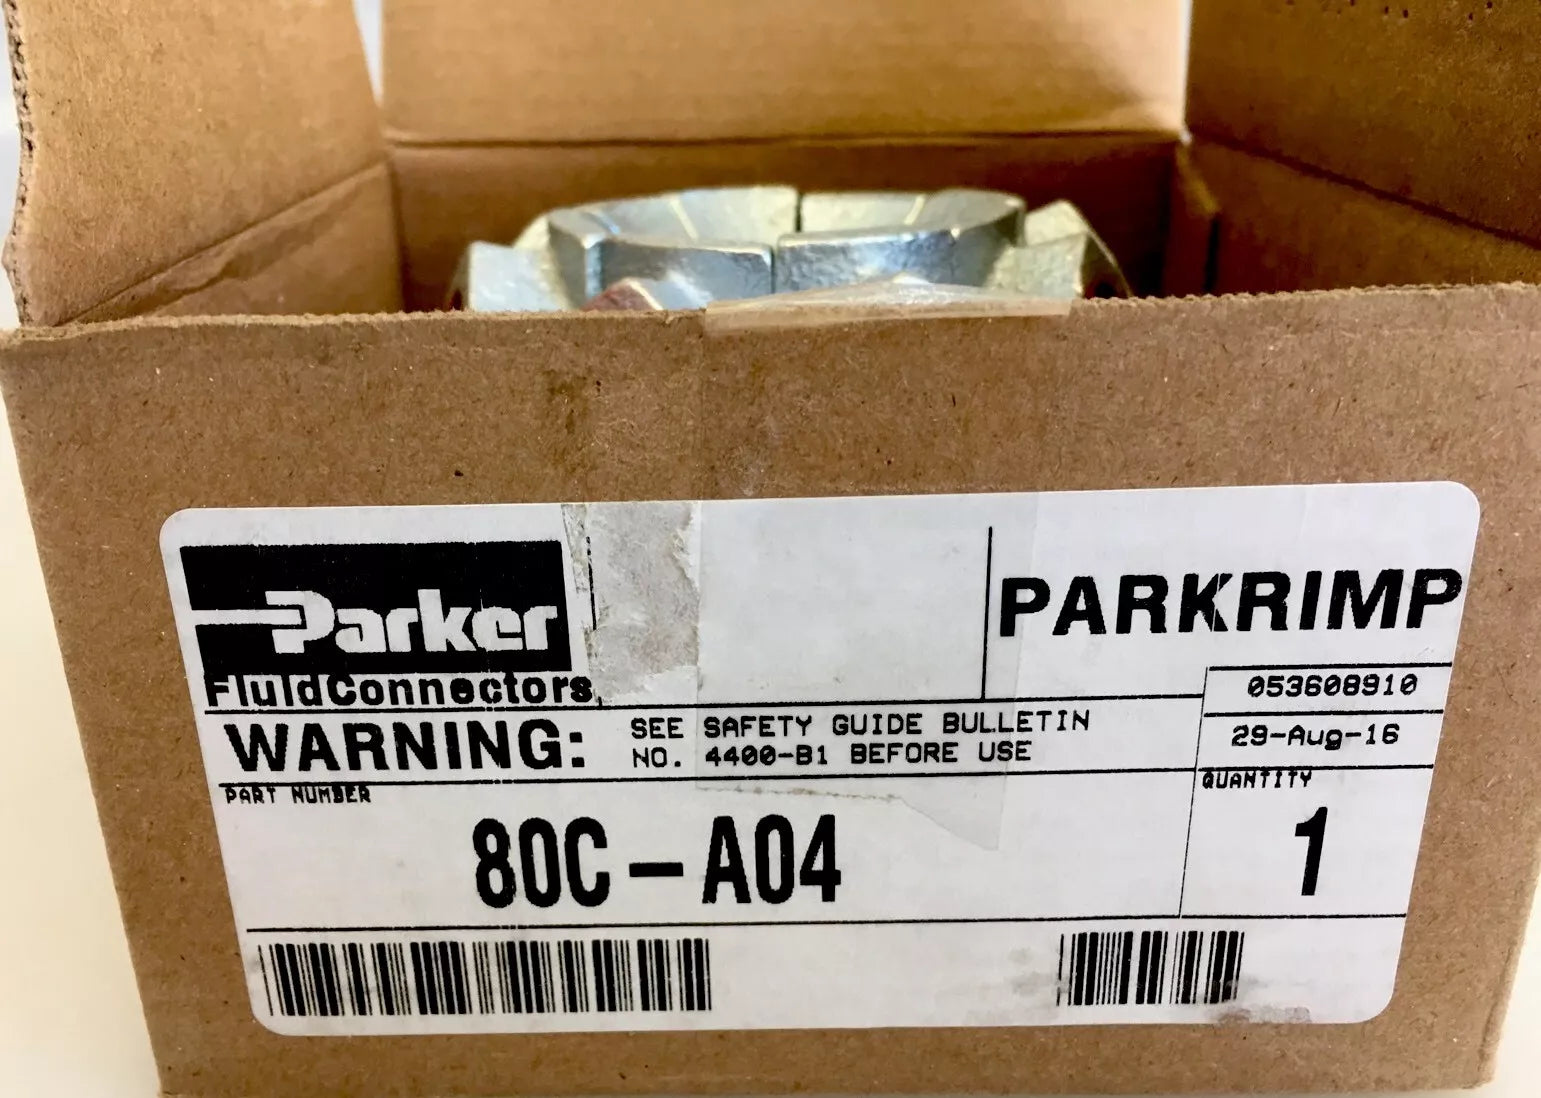 Parker
FluidConnectors
PARKRIMP
053608910
29-Aug-16
WARNING:
SEE SAFETY GUIDE BULLETIN
NO. 4400-B1 BEFORE USE
PART NUMBER
80C-A04
QUANTITY
1